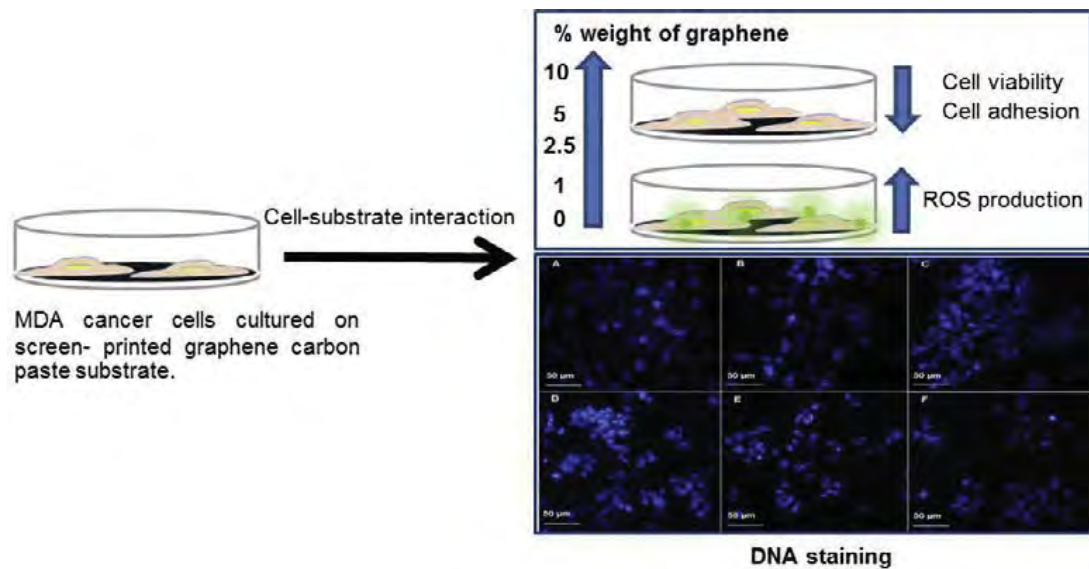 MDA cancer cells cultured on
screen- printed graphene carbon
paste substrate.
Cell-substrate interaction
% weight of graphene
10
5
2.5
1
0
Cell viability
Cell adhesion
ROS production
A
B
C
50 µm
50 µm
50 µm
D
E
F
50 µm
50 µm
50 µm
DNA staining